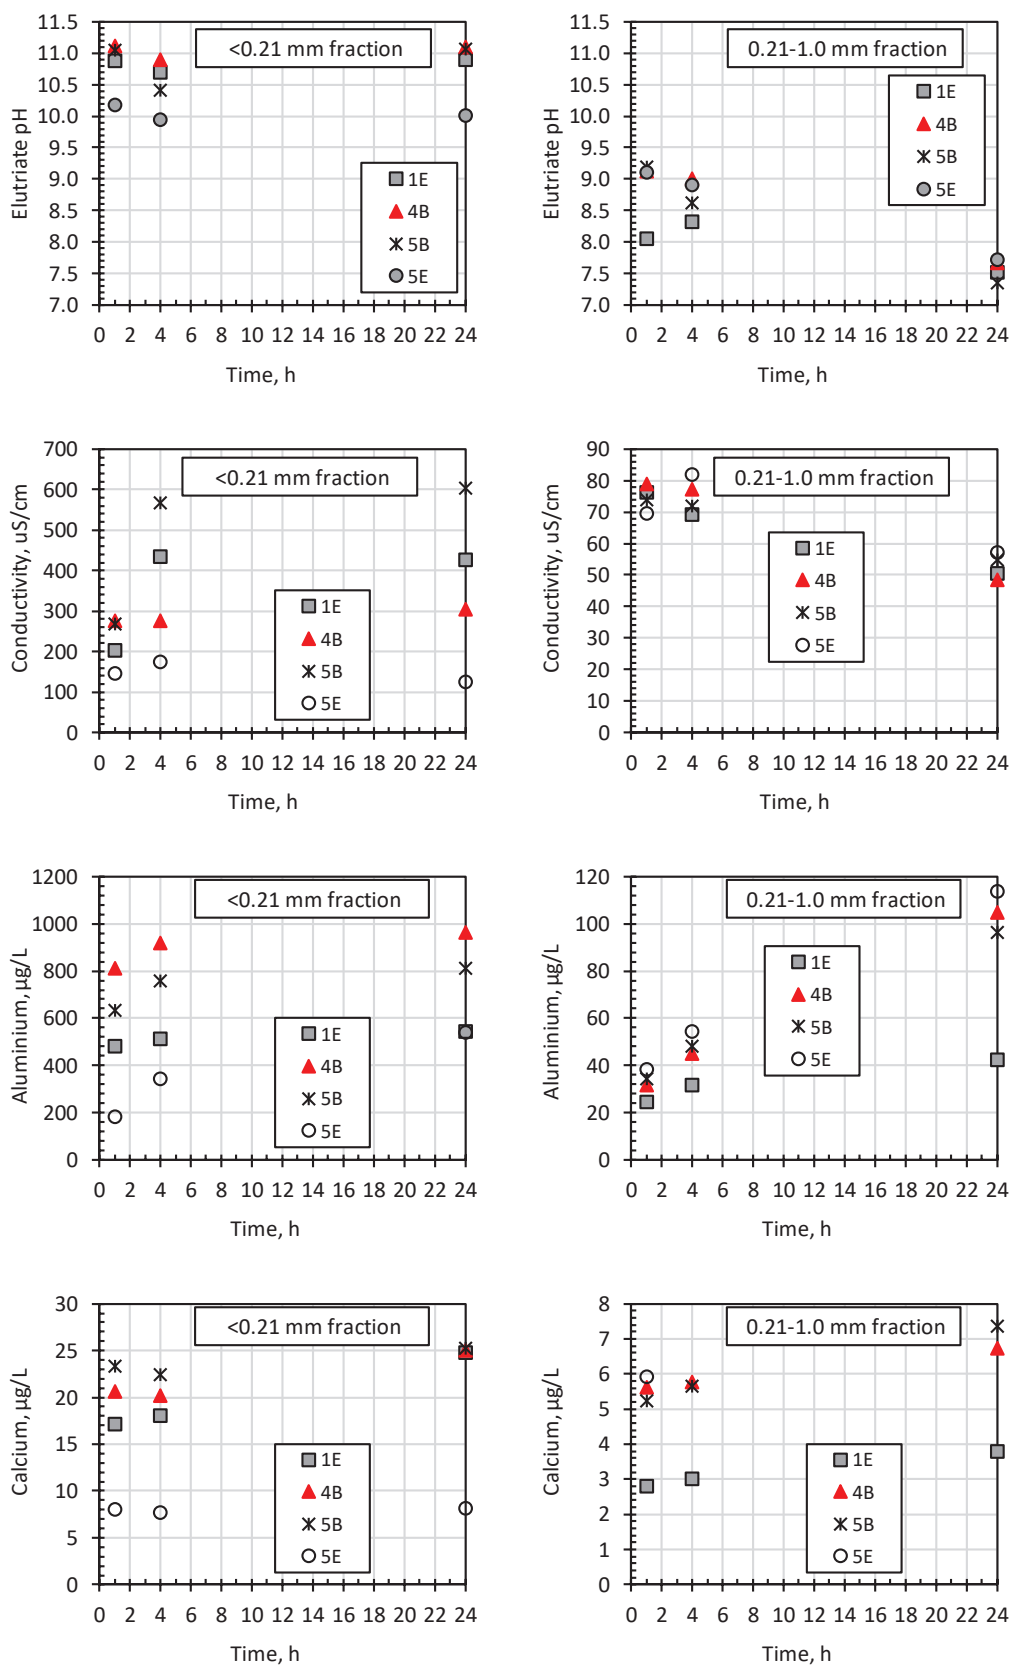 <0.21 mm fraction
11.5
11.0
10.5
10.0
9.5
9.0
8.5
8.0
7.5
7.0
Elutriate pH
1E
4B
5B
5E
0 2 4 6 8 10 12 14 16 18 20 22 24
Time, h
0.21-1.0 mm fraction
11.5
11.0
10.5
10.0
9.5
9.0
8.5
8.0
7.5
7.0
Elutriate pH
1E
4B
5B
5E
0 2 4 6 8 10 12 14 16 18 20 22 24
Time, h
<0.21 mm fraction
700
600
500
400
300
200
100
0
Conductivity, uS/cm
1E
4B
5B
5E
0 2 4 6 8 10 12 14 16 18 20 22 24
Time, h
0.21-1.0 mm fraction
90
80
70
60
50
40
30
20
10
0
Conductivity, uS/cm
1E
4B
5B
5E
0 2 4 6 8 10 12 14 16 18 20 22 24
Time, h
<0.21 mm fraction
1200
1000
800
600
400
200
0
Aluminium, µg/L
1E
4B
5B
5E
0 2 4 6 8 10 12 14 16 18 20 22 24
Time, h
0.21-1.0 mm fraction
120
100
80
60
40
20
0
Aluminium, µg/L
1E
4B
5B
5E
0 2 4 6 8 10 12 14 16 18 20 22 24
Time, h
<0.21 mm fraction
30
25
20
15
10
5
0
Calcium, µg/L
1E
4B
5B
5E
0 2 4 6 8 10 12 14 16 18 20 22 24
Time, h
0.21-1.0 mm fraction
8
7
6
5
4
3
2
1
0
Calcium, µg/L
1E
4B
5B
5E
0 2 4 6 8 10 12 14 16 18 20 22 24
Time, h